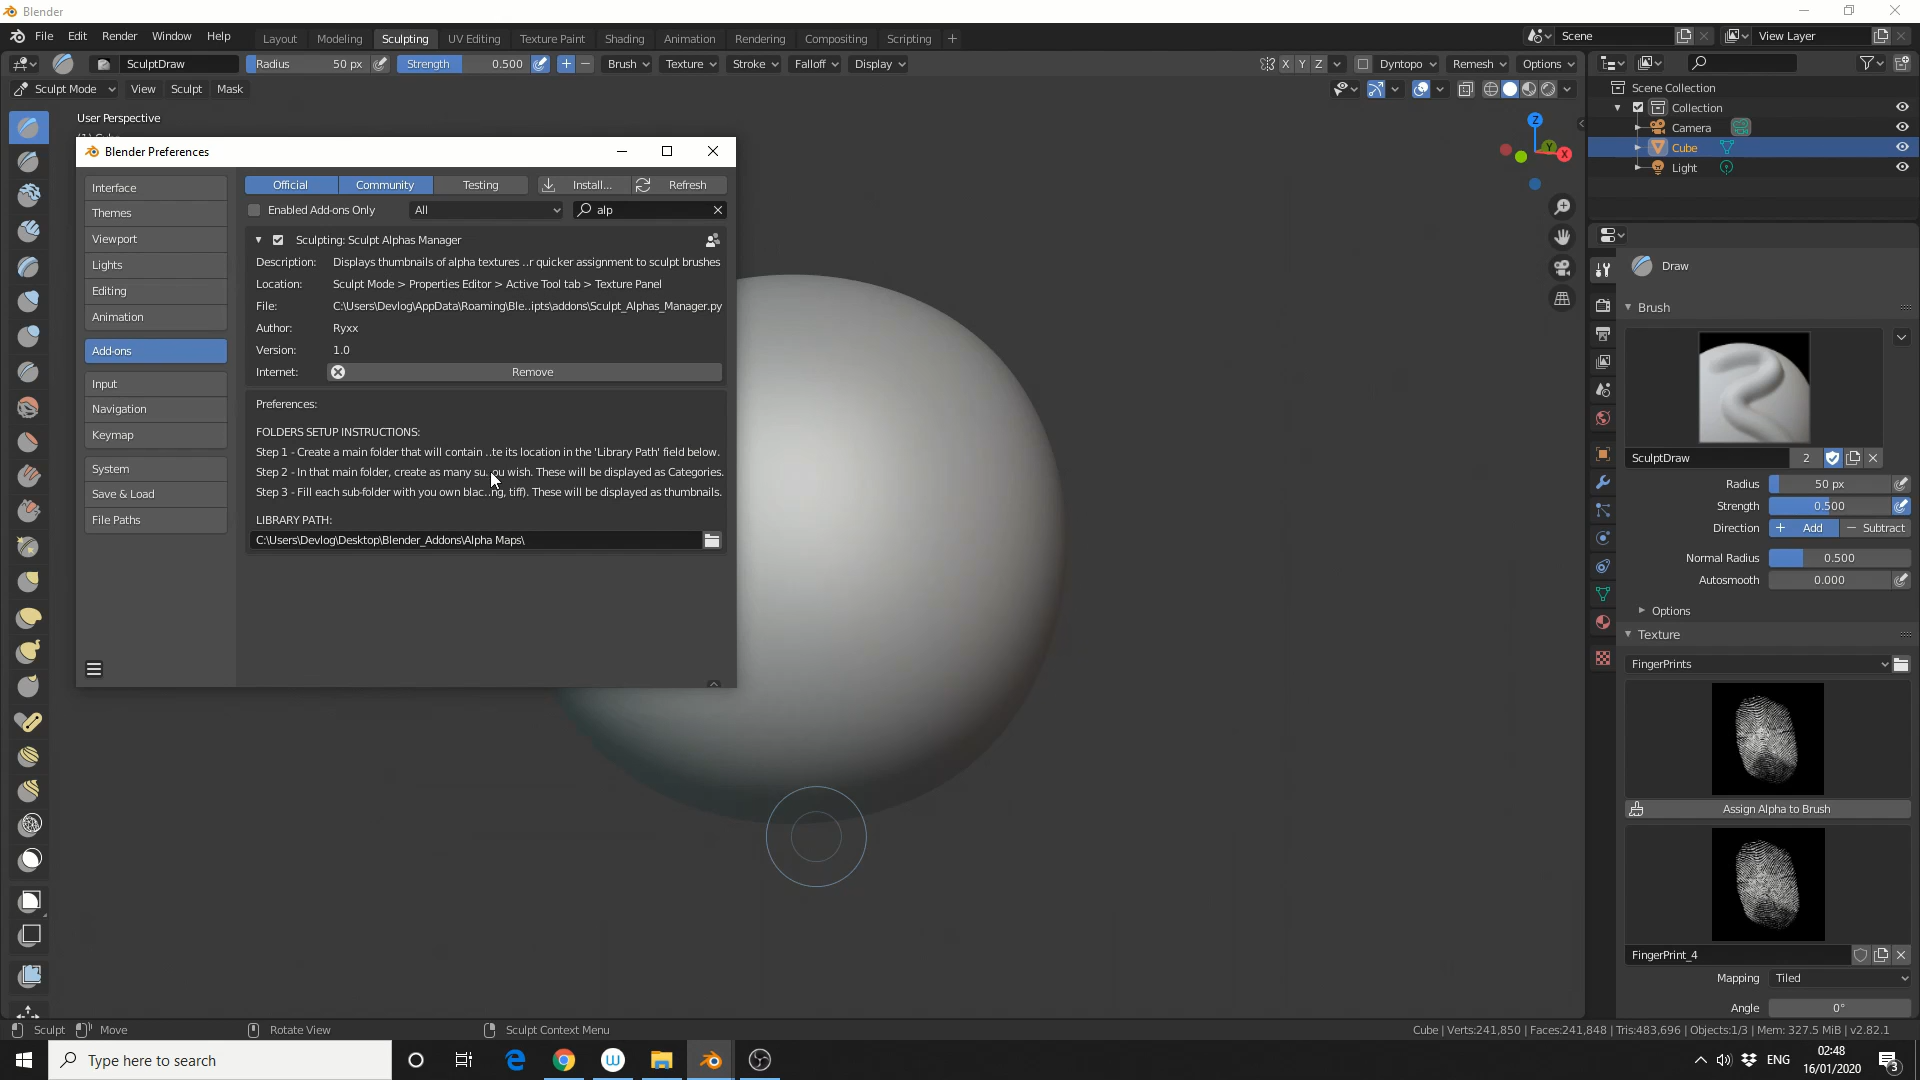 Blender
File Edit Render Window Help
Layout Modeling Sculpting UV Editing Texture Paint Shading Animation Rendering Compositing Scripting +
Scene View Layer
SculptDraw Radius 50 px Strength 0.500 Brush Texture Stroke Falloff Display X Y Z Dyntopo Remesh Options
Sculpt Mode View Sculpt Mask
User Perspective
Blender Preferences
Interface
Themes
Viewport
Lights
Editing
Animation
Add-ons
Input
Navigation
Keymap
System
Save & Load
File Paths
Official Community Testing Install... Refresh
Enabled Add-ons Only All alp
Sculpting: Sculpt Alphas Manager
Description: Displays thumbnails of alpha textures ..r quicker assignment to sculpt brushes
Location: Sculpt Mode > Properties Editor > Active Tool tab > Texture Panel
File: C:\Users\Devlog\AppData\Roaming\Ble..ipts\addons\Sculpt_Alphas_Manager.py
Author: Ryxx
Version: 1.0
Internet: Remove
Preferences:
FOLDERS SETUP INSTRUCTIONS:
Step 1 - Create a main folder that will contain ..te its location in the 'Library Path' field below.
Step 2 - In that main folder, create as many su..ou wish. These will be displayed as Categories.
Step 3 - Fill each sub-folder with you own blac..ng, tiff). These will be displayed as thumbnails.
LIBRARY PATH:
C:\Users\Devlog\Desktop\Blender_Addons\Alpha Maps\
Z
Y
X
Scene Collection
Collection
Camera
Cube
Light
Draw
Brush
SculptDraw 2
Radius 50 px
Strength 0.500
Direction + Add − Subtract
Normal Radius 0.500
Autosmooth 0.000
Options
Texture
FingerPrints
Assign Alpha to Brush
FingerPrint_4
Mapping Tiled
Angle 0°
Sculpt Move Rotate View Sculpt Context Menu
Cube | Verts:241,850 | Faces:241,848 | Tris:483,696 | Objects:1/3 | Mem: 327.5 MiB | v2.82.1
Type here to search
ENG
02:48
16/01/2020
3